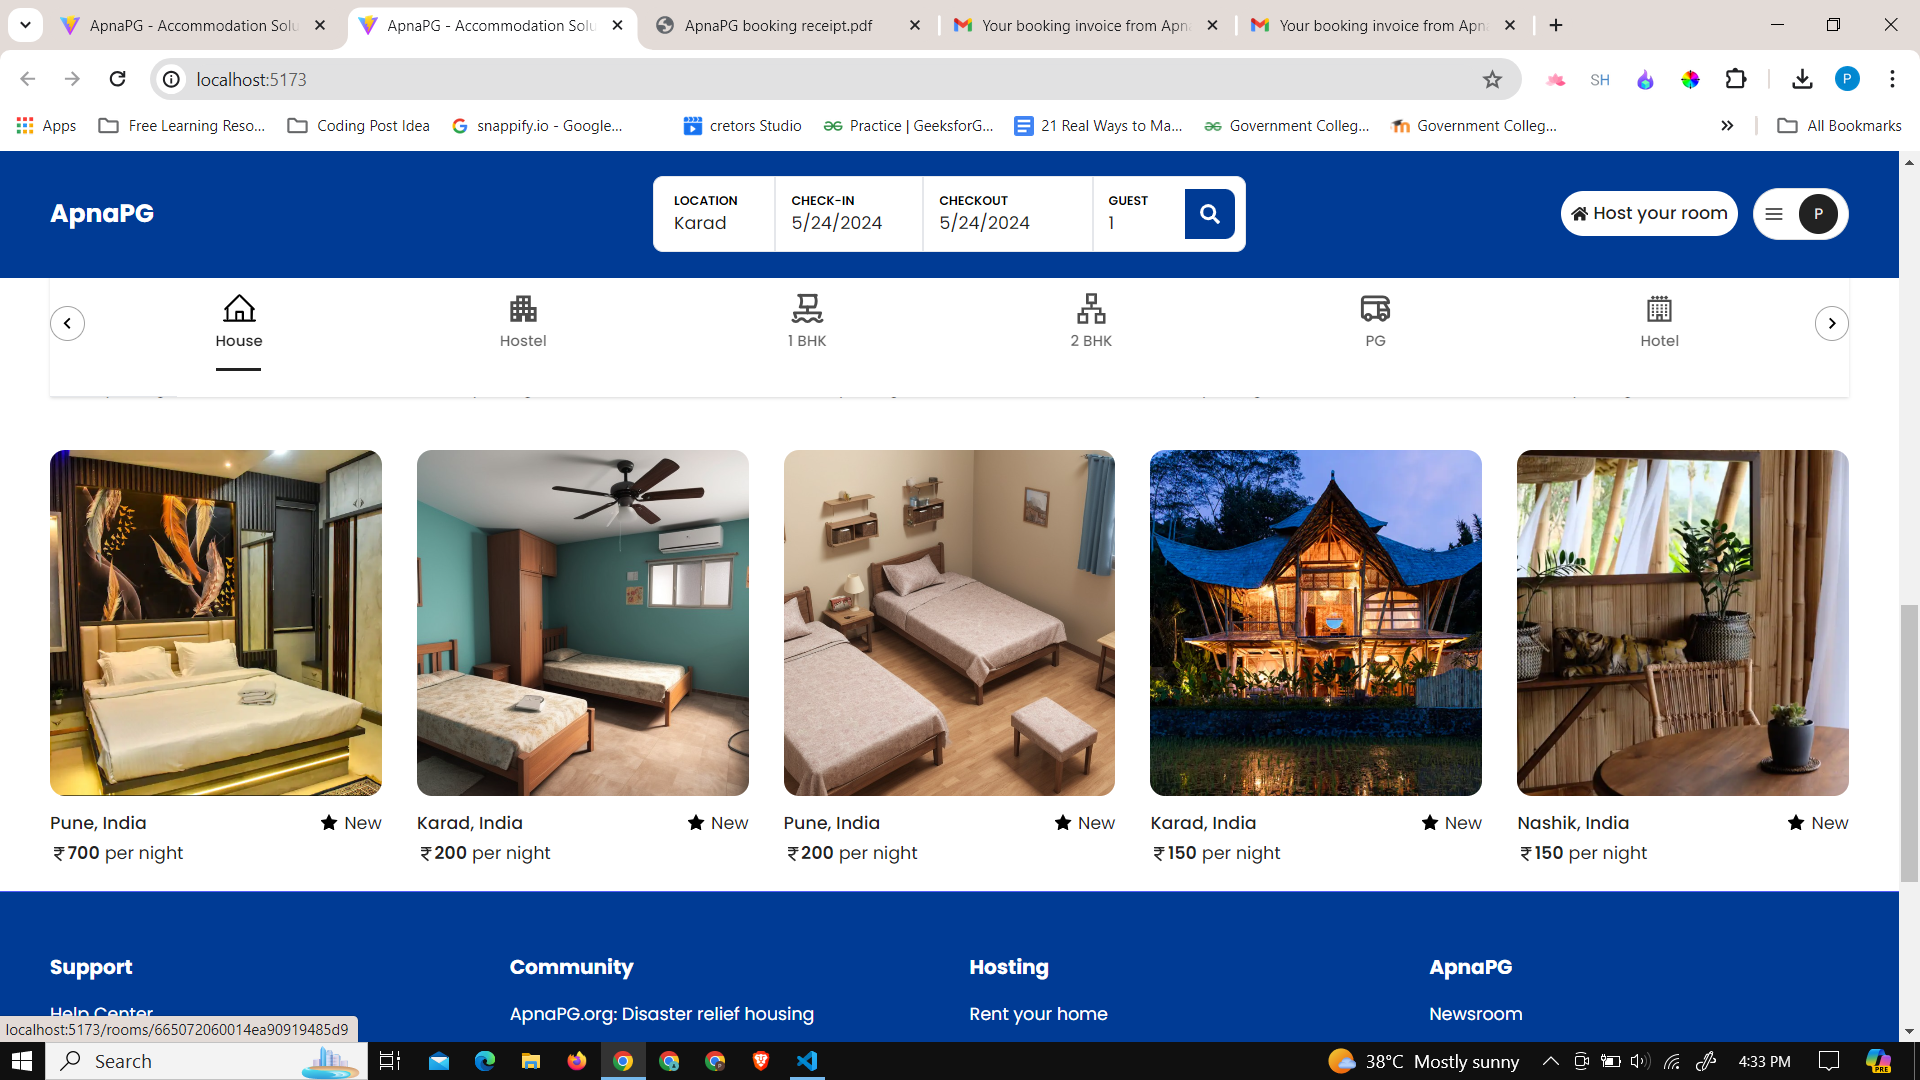 ApnaPG - Accommodation Solu
ApnaPG - Accommodation Solu
ApnaPG booking receipt.pdf
Your booking invoice from Apn
Your booking invoice from Apn
localhost:5173
SH
P
Apps
Free Learning Reso...
Coding Post Idea
snappify.io - Google...
cretors Studio
Practice | GeeksforG...
21 Real Ways to Ma...
Government Colleg...
Government Colleg...
All Bookmarks
ApnaPG
LOCATION
Karad
CHECK-IN
5/24/2024
CHECKOUT
5/24/2024
GUEST
1
Host your room
P
House
Hostel
1 BHK
2 BHK
PG
Hotel
Pune, India
New
₹700 per night
Karad, India
New
₹200 per night
Pune, India
New
₹200 per night
Karad, India
New
₹150 per night
Nashik, India
New
₹150 per night
Support
Community
Hosting
ApnaPG
Help Center
ApnaPG.org: Disaster relief housing
Rent your home
Newsroom
localhost:5173/rooms/665072060014ea90919485d9
Search
38°C Mostly sunny
4:33 PM
PRE